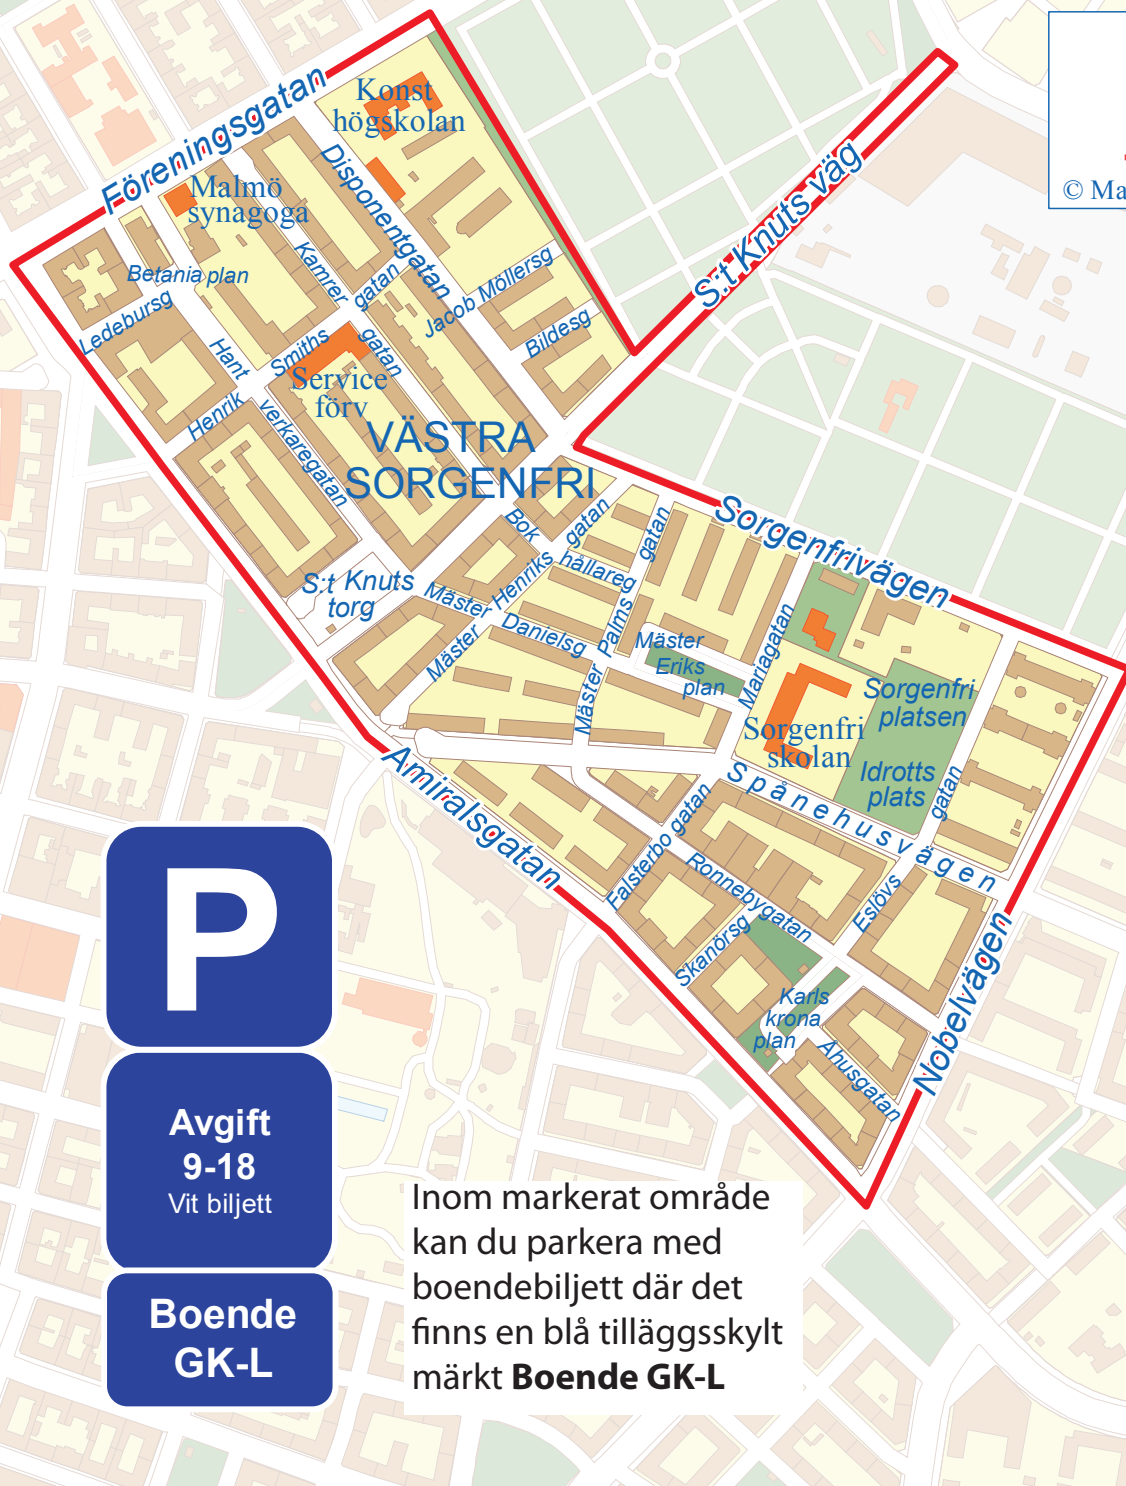 Föreningsgatan
Konst
högskolan
Malmö
synagoga
Disponentgatan
S:t Knuts väg
© Ma
Betaniaplan
Kamrer
gatan
Jacob Möllersg
Ledebursg
Bildesg
Hant
Smiths
gatan
Service
förv
Henrik
verkaregatan
VÄSTRA
SORGENFRI
Bok
gatan
gatan
Sorgenfrivägen
hållareg
S:t Knuts
torg
Mäster
Henriks
Danielsg
Palms
Mäster
Mäster
Eriks
plan
Mariagatan
Mäster
Sorgenfri
platsen
Sorgenfri
skolan
Amiralsgatan
Spånehusvägen
Idrotts
plats
gatan
Falsterbo gatan
Ronnebygatan
Eslövs
Skanörsg
Nobelvägen
Karls
krona
plan
Åhusgatan
P
Avgift
9-18
Vit biljett
Boende
GK-L
Inom markerat område
kan du parkera med
boendebiljett där det
finns en blå tilläggsskylt
märkt Boende GK-L